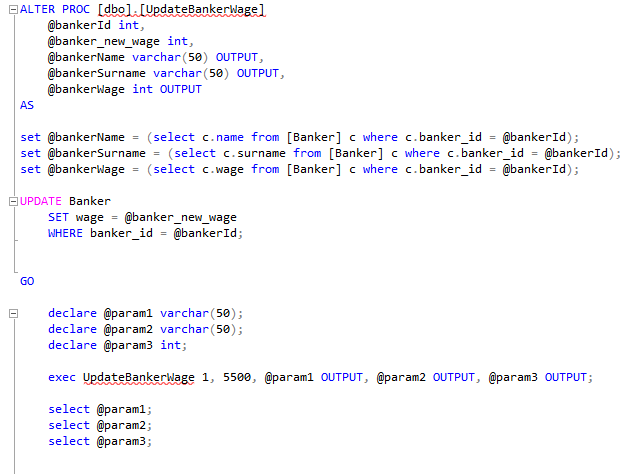 ALTER PROC [dbo].[UpdateBankerWage]
@bankerId int,
@banker_new_wage int,
@bankerName varchar(50) OUTPUT,
@bankerSurname varchar(50) OUTPUT,
@bankerWage int OUTPUT
AS
set @bankerName = (select c.name from [Banker] c where c.banker_id = @bankerId);
set @bankerSurname = (select c.surname from [Banker] c where c.banker_id = @bankerId);
set @bankerWage = (select c.wage from [Banker] c where c.banker_id = @bankerId);
UPDATE Banker
SET wage = @banker_new_wage
WHERE banker_id = @bankerId;
GO
declare @param1 varchar(50);
declare @param2 varchar(50);
declare @param3 int;
exec UpdateBankerWage 1, 5500, @param1 OUTPUT, @param2 OUTPUT, @param3 OUTPUT;
select @param1;
select @param2;
select @param3;